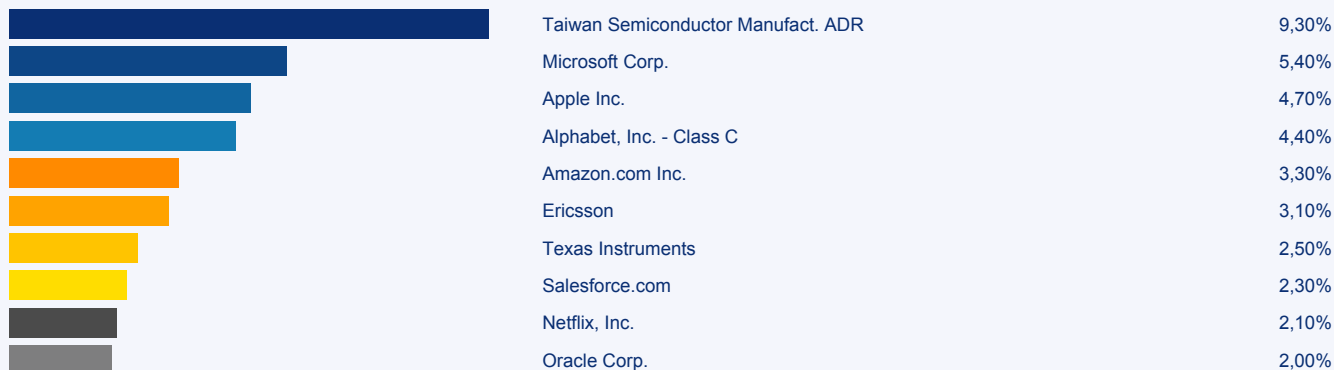 Taiwan Semiconductor Manufact. ADR 9,30%
Microsoft Corp. 5,40%
Apple Inc. 4,70%
Alphabet, Inc. - Class C 4,40%
Amazon.com Inc. 3,30%
Ericsson 3,10%
Texas Instruments 2,50%
Salesforce.com 2,30%
Netflix, Inc. 2,10%
Oracle Corp. 2,00%